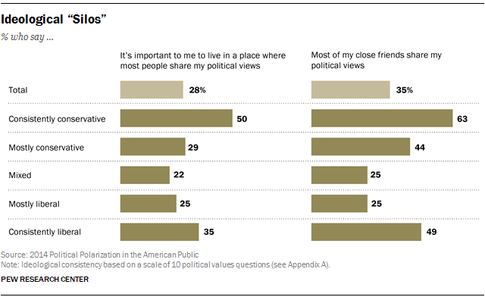 Ideological “Silos”
% who say ...
It's important to me to live in a place where
most people share my political views
Most of my close friends share my
political views
Total 28% 35%
Consistently conservative 50 63
Mostly conservative 29 44
Mixed 22 25
Mostly liberal 25 25
Consistently liberal 35 49
Source: 2014 Political Polarization in the American Public
Note: Ideological consistency based on a scale of 10 political values questions (see Appendix A).
PEW RESEARCH CENTER